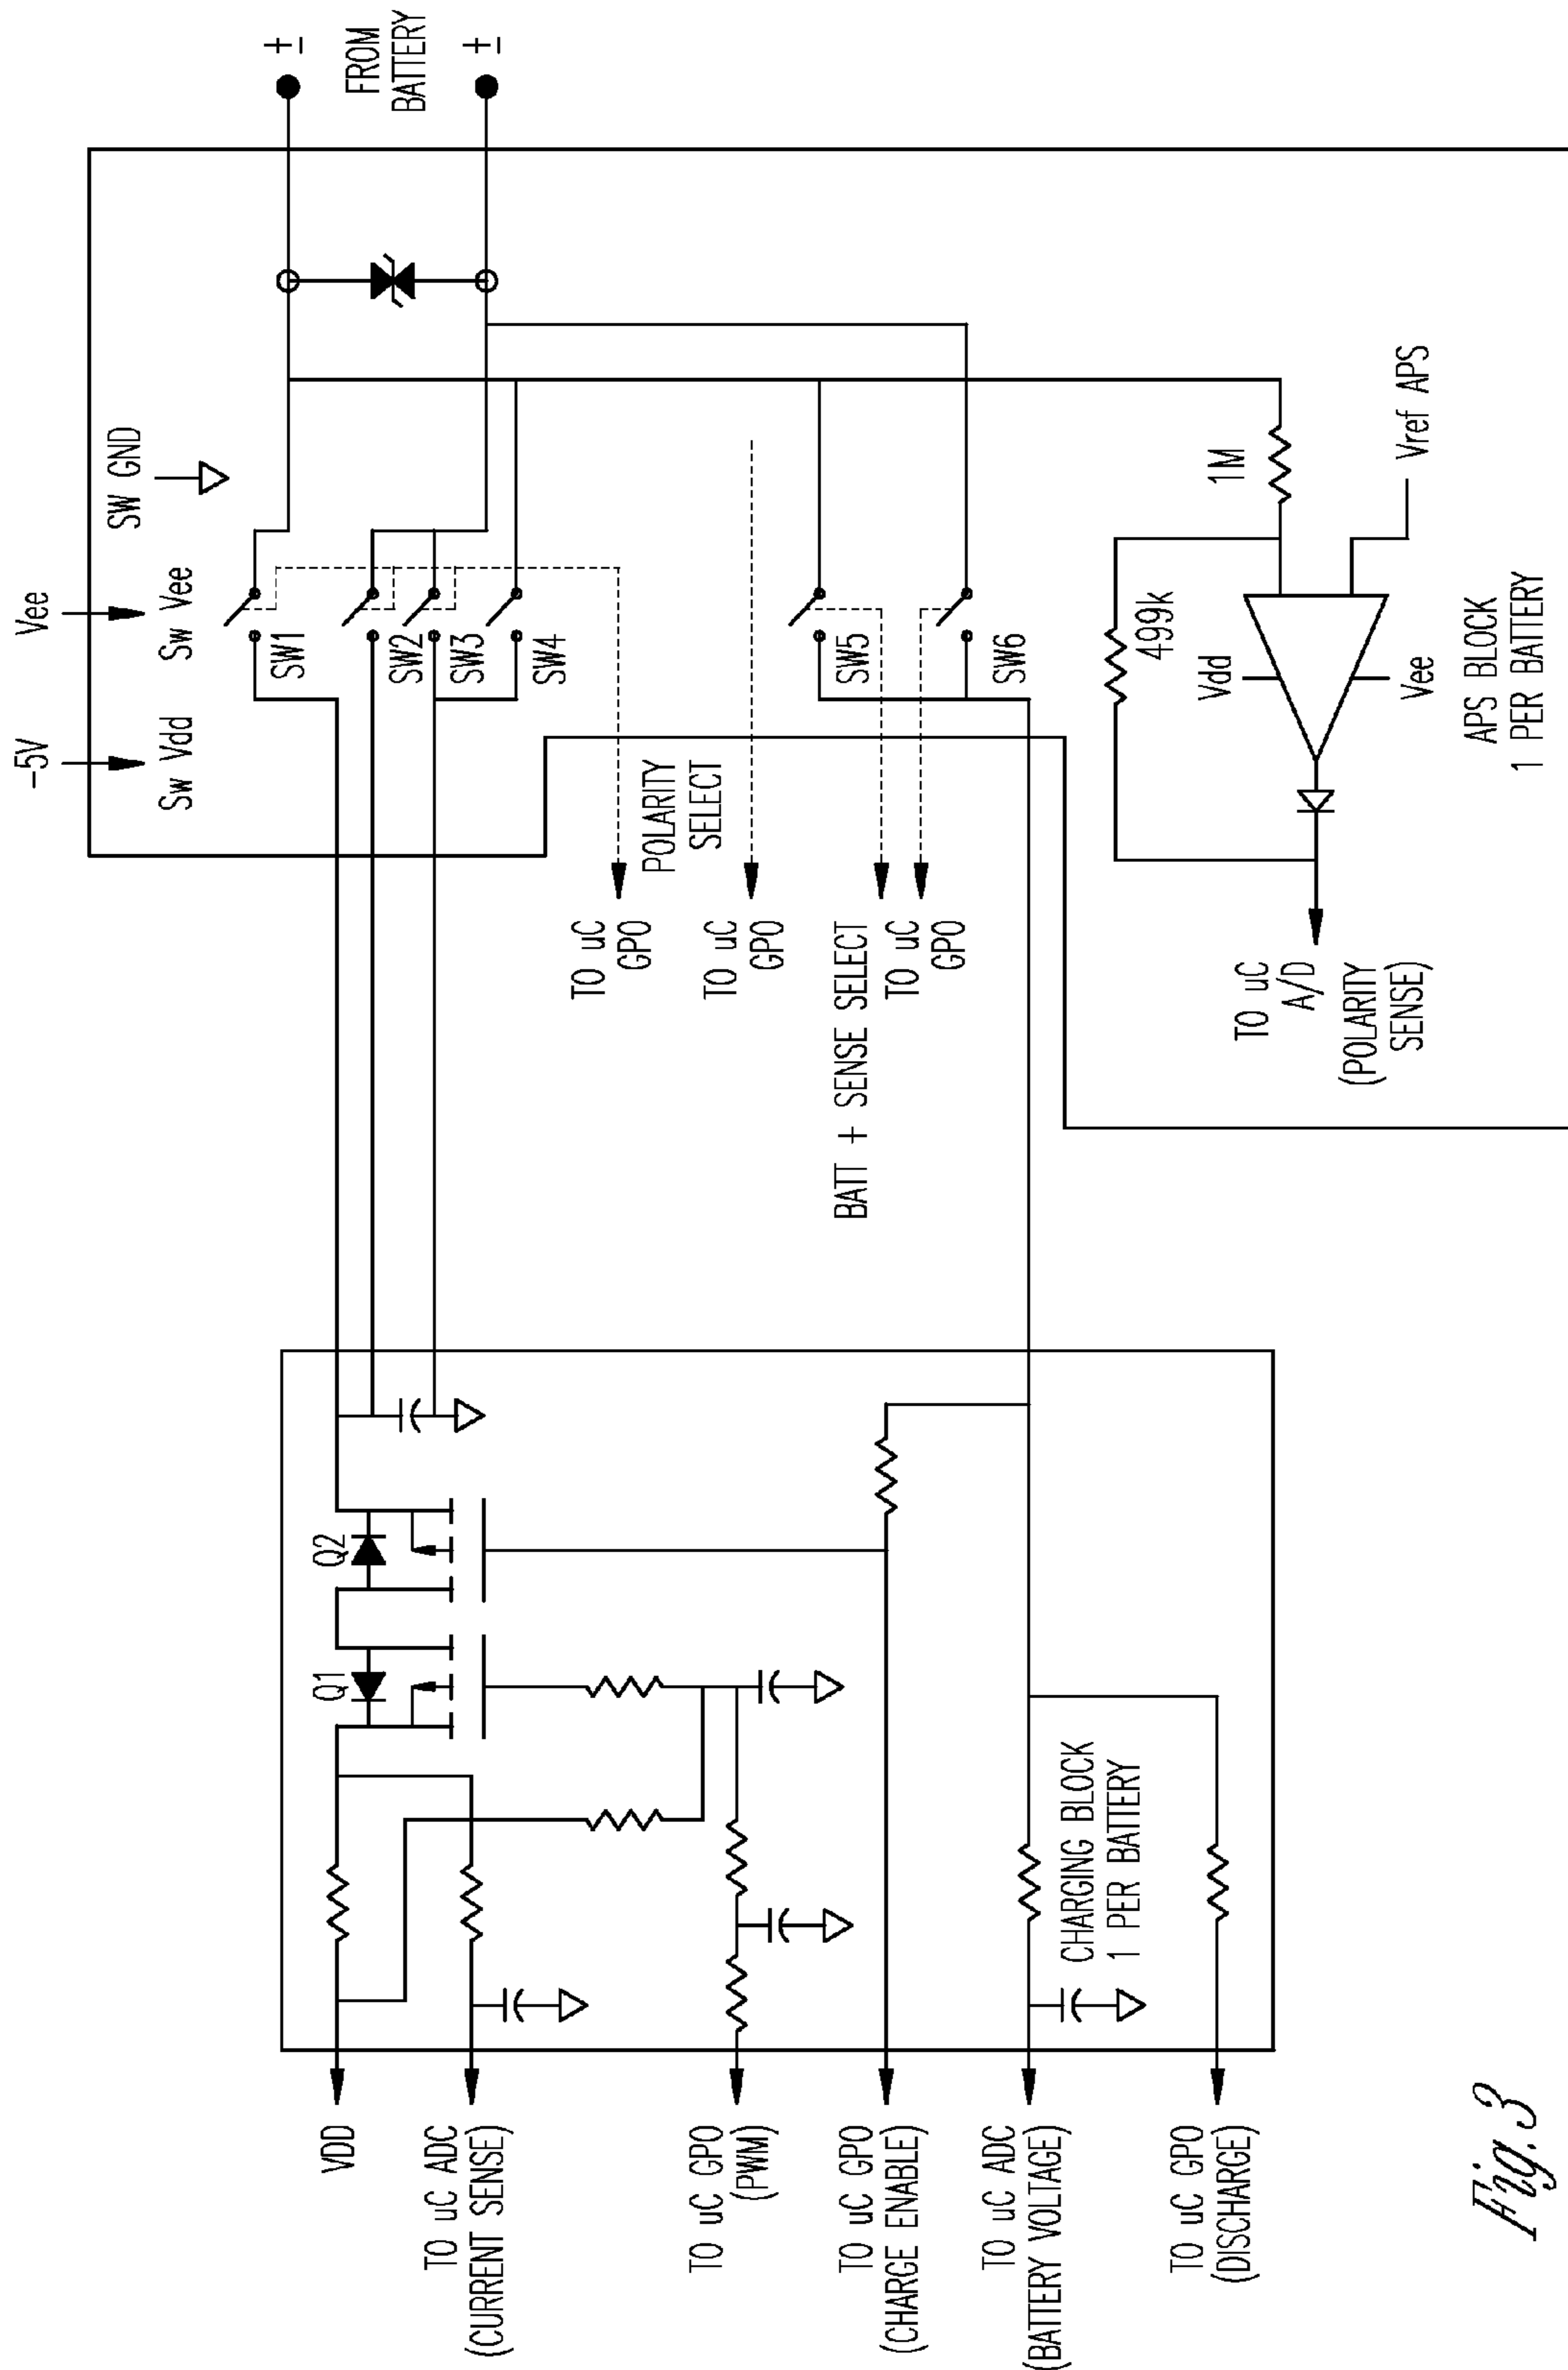 VDD
TO uC ADC
(CURRENT SENSE)
TO uC GPO
(PWM)
TO uC GPO
(CHARGE ENABLE)
TO uC ADC
(BATTERY VOLTAGE)
TO uC GPO
(DISCHARGE)
Q1
Q2
CHARGING BLOCK
1 PER BATTERY
-5V
Vee
Sw Vdd
Sw Vee
SW GND
SW1
SW2
SW3
SW4
SW5
SW6
±
FROM
BATTERY
±
TO uC
GPO
POLARITY
SELECT
TO uC
GPO
BATT + SENSE SELECT
TO uC
GPO
499k
1M
Vdd
Vee
Vref APS
TO uC
A/D
(POLARITY
SENSE)
APS BLOCK
1 PER BATTERY
Fig.3